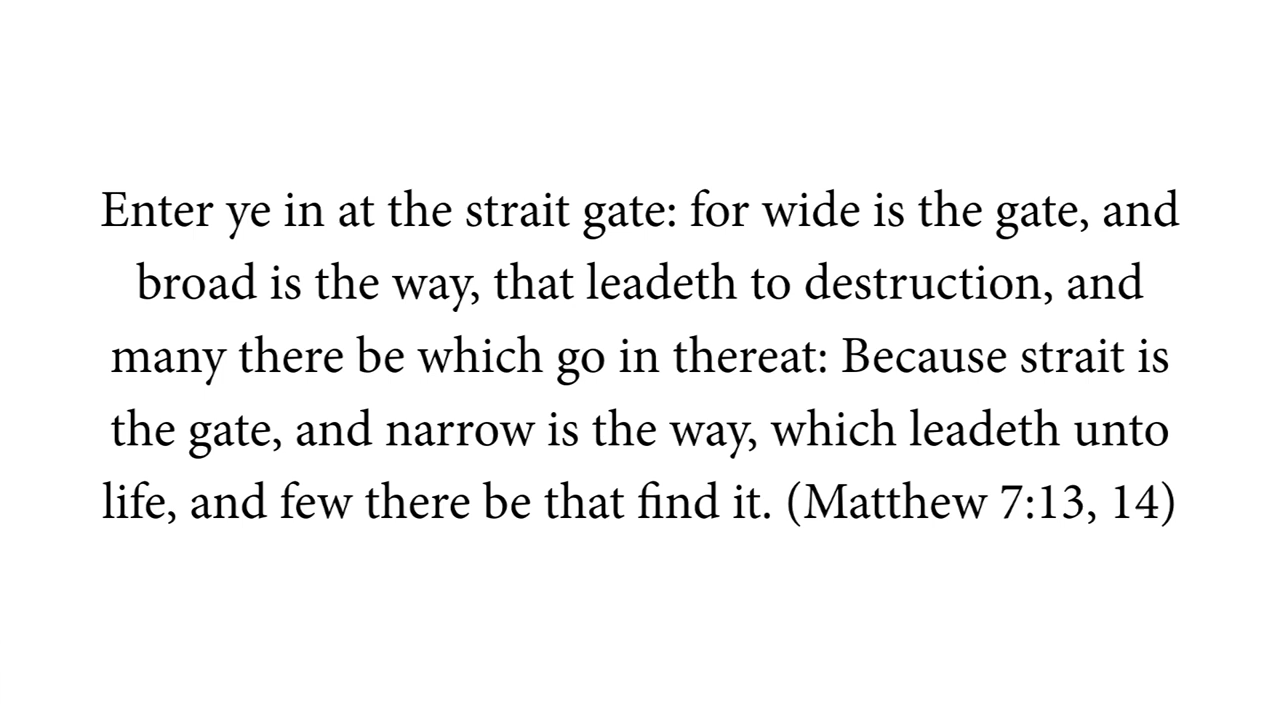 Enter ye in at the strait gate: for wide is the gate, and
broad is the way, that leadeth to destruction, and
many there be which go in thereat: Because strait is
the gate, and narrow is the way, which leadeth unto
life, and few there be that find it. (Matthew 7:13, 14)